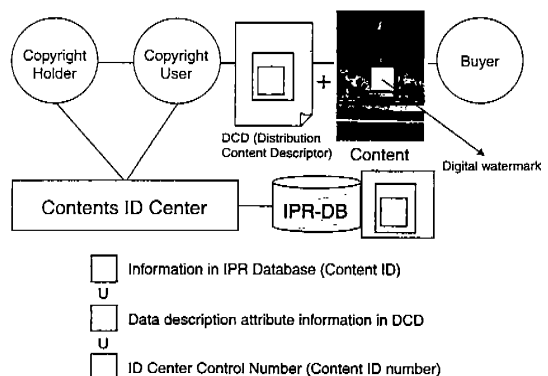 Copyright
Holder
Copyright
User
+
Buyer
DCD (Distribution
Content Descriptor)
Content
Digital watermark
Contents ID Center
IPR-DB
Information in IPR Database (Content ID)
U
Data description attribute information in DCD
U
ID Center Control Number (Content ID number)